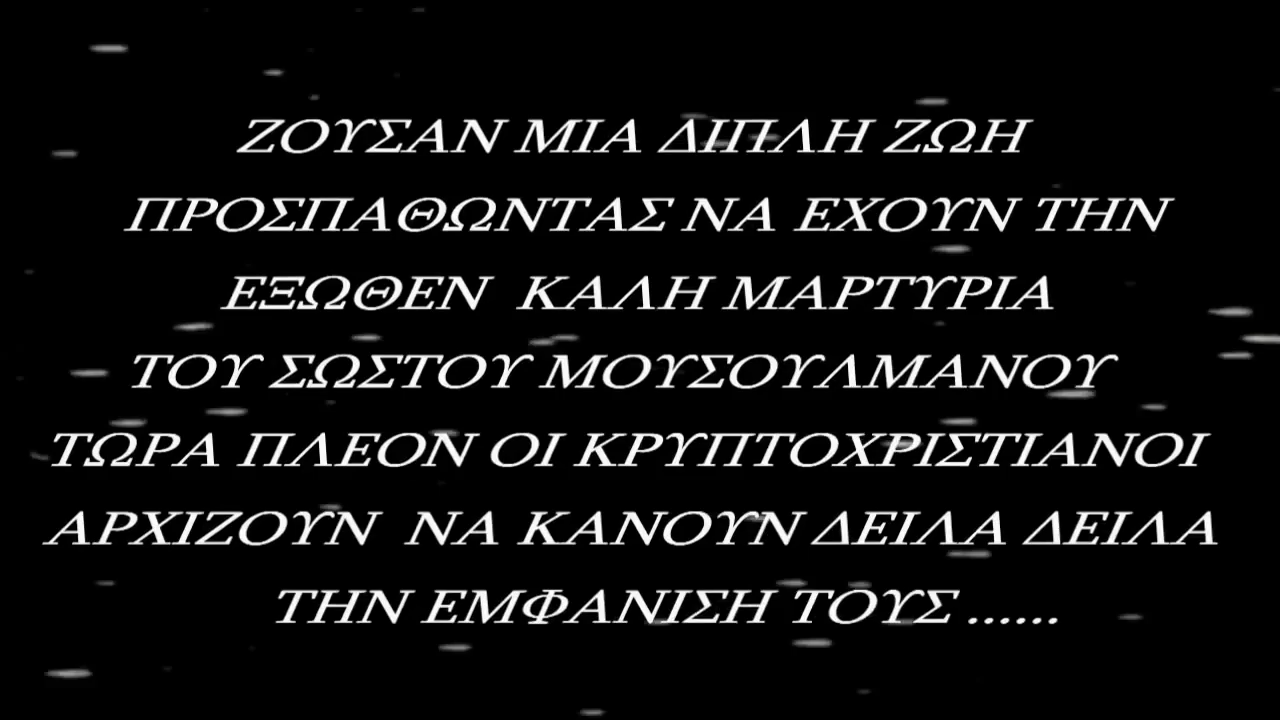 ΖΟΥΣΑΝ ΜΙΑ ΔΙΠΛΗ ΖΩΗ
ΠΡΟΣΠΑΘΩΝΤΑΣ ΝΑ ΕΧΟΥΝ ΤΗΝ
ΕΞΩΘΕΝ ΚΑΛΗ ΜΑΡΤΥΡΙΑ
ΤΟΥ ΣΩΣΤΟΥ ΜΟΥΣΟΥΛΜΑΝΟΥ
ΤΩΡΑ ΠΛΕΟΝ ΟΙ ΚΡΥΠΤΟΧΡΙΣΤΙΑΝΟΙ
ΑΡΧΙΖΟΥΝ ΝΑ ΚΑΝΟΥΝ ΔΕΙΛΑ ΔΕΙΛΑ
ΤΗΝ ΕΜΦΑΝΙΣΗ ΤΟΥΣ ......